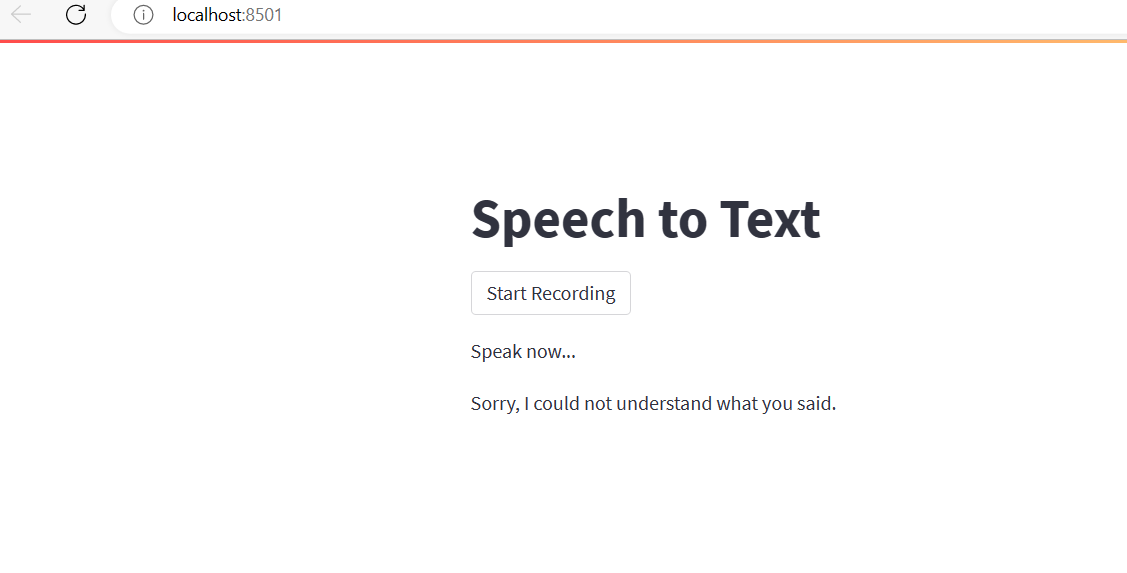 localhost:8501
Speech to Text
Start Recording
Speak now...
Sorry, I could not understand what you said.